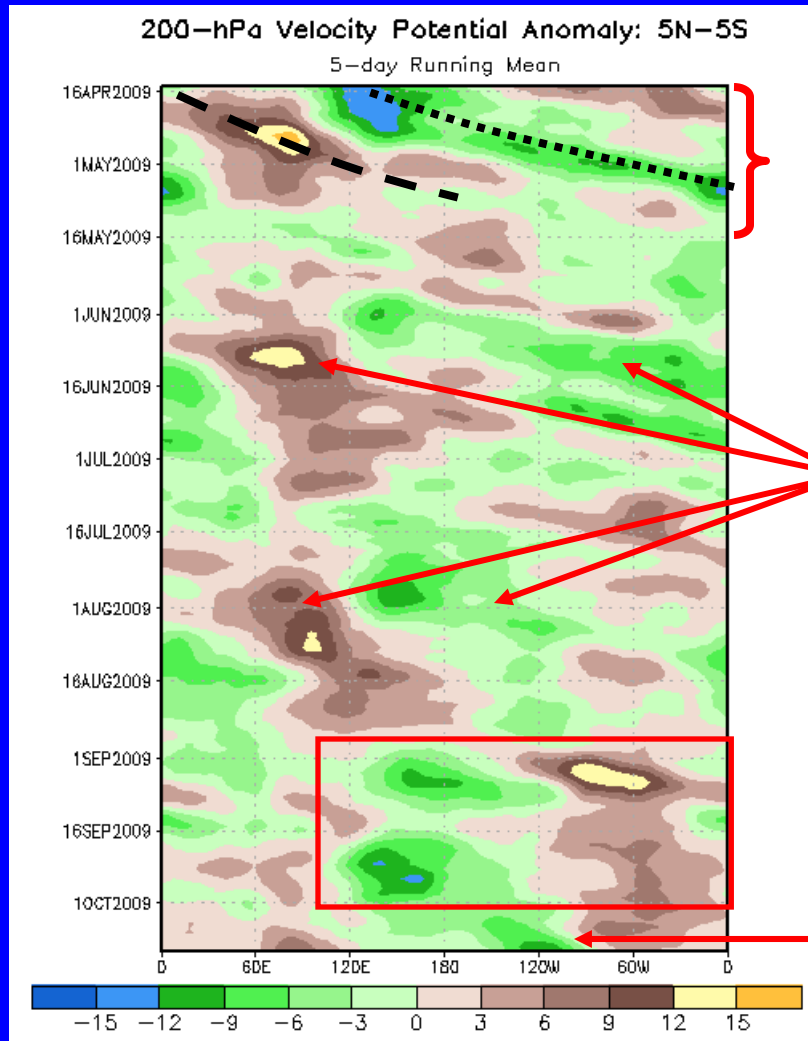 200-hPa Velocity Potential Anomaly: 5N-5S
5-day Running Mean
16APR2009
1MAY2009
16MAY2009
1JUN2009
16JUN2009
1JUL2009
16JUL2009
1AUG2009
16AUG2009
1SEP2009
16SEP2009
1OCT2009
0 60E 120E 180 120W 60W 0
-15 -12 -9 -6 -3 0 3 6 9 12 15